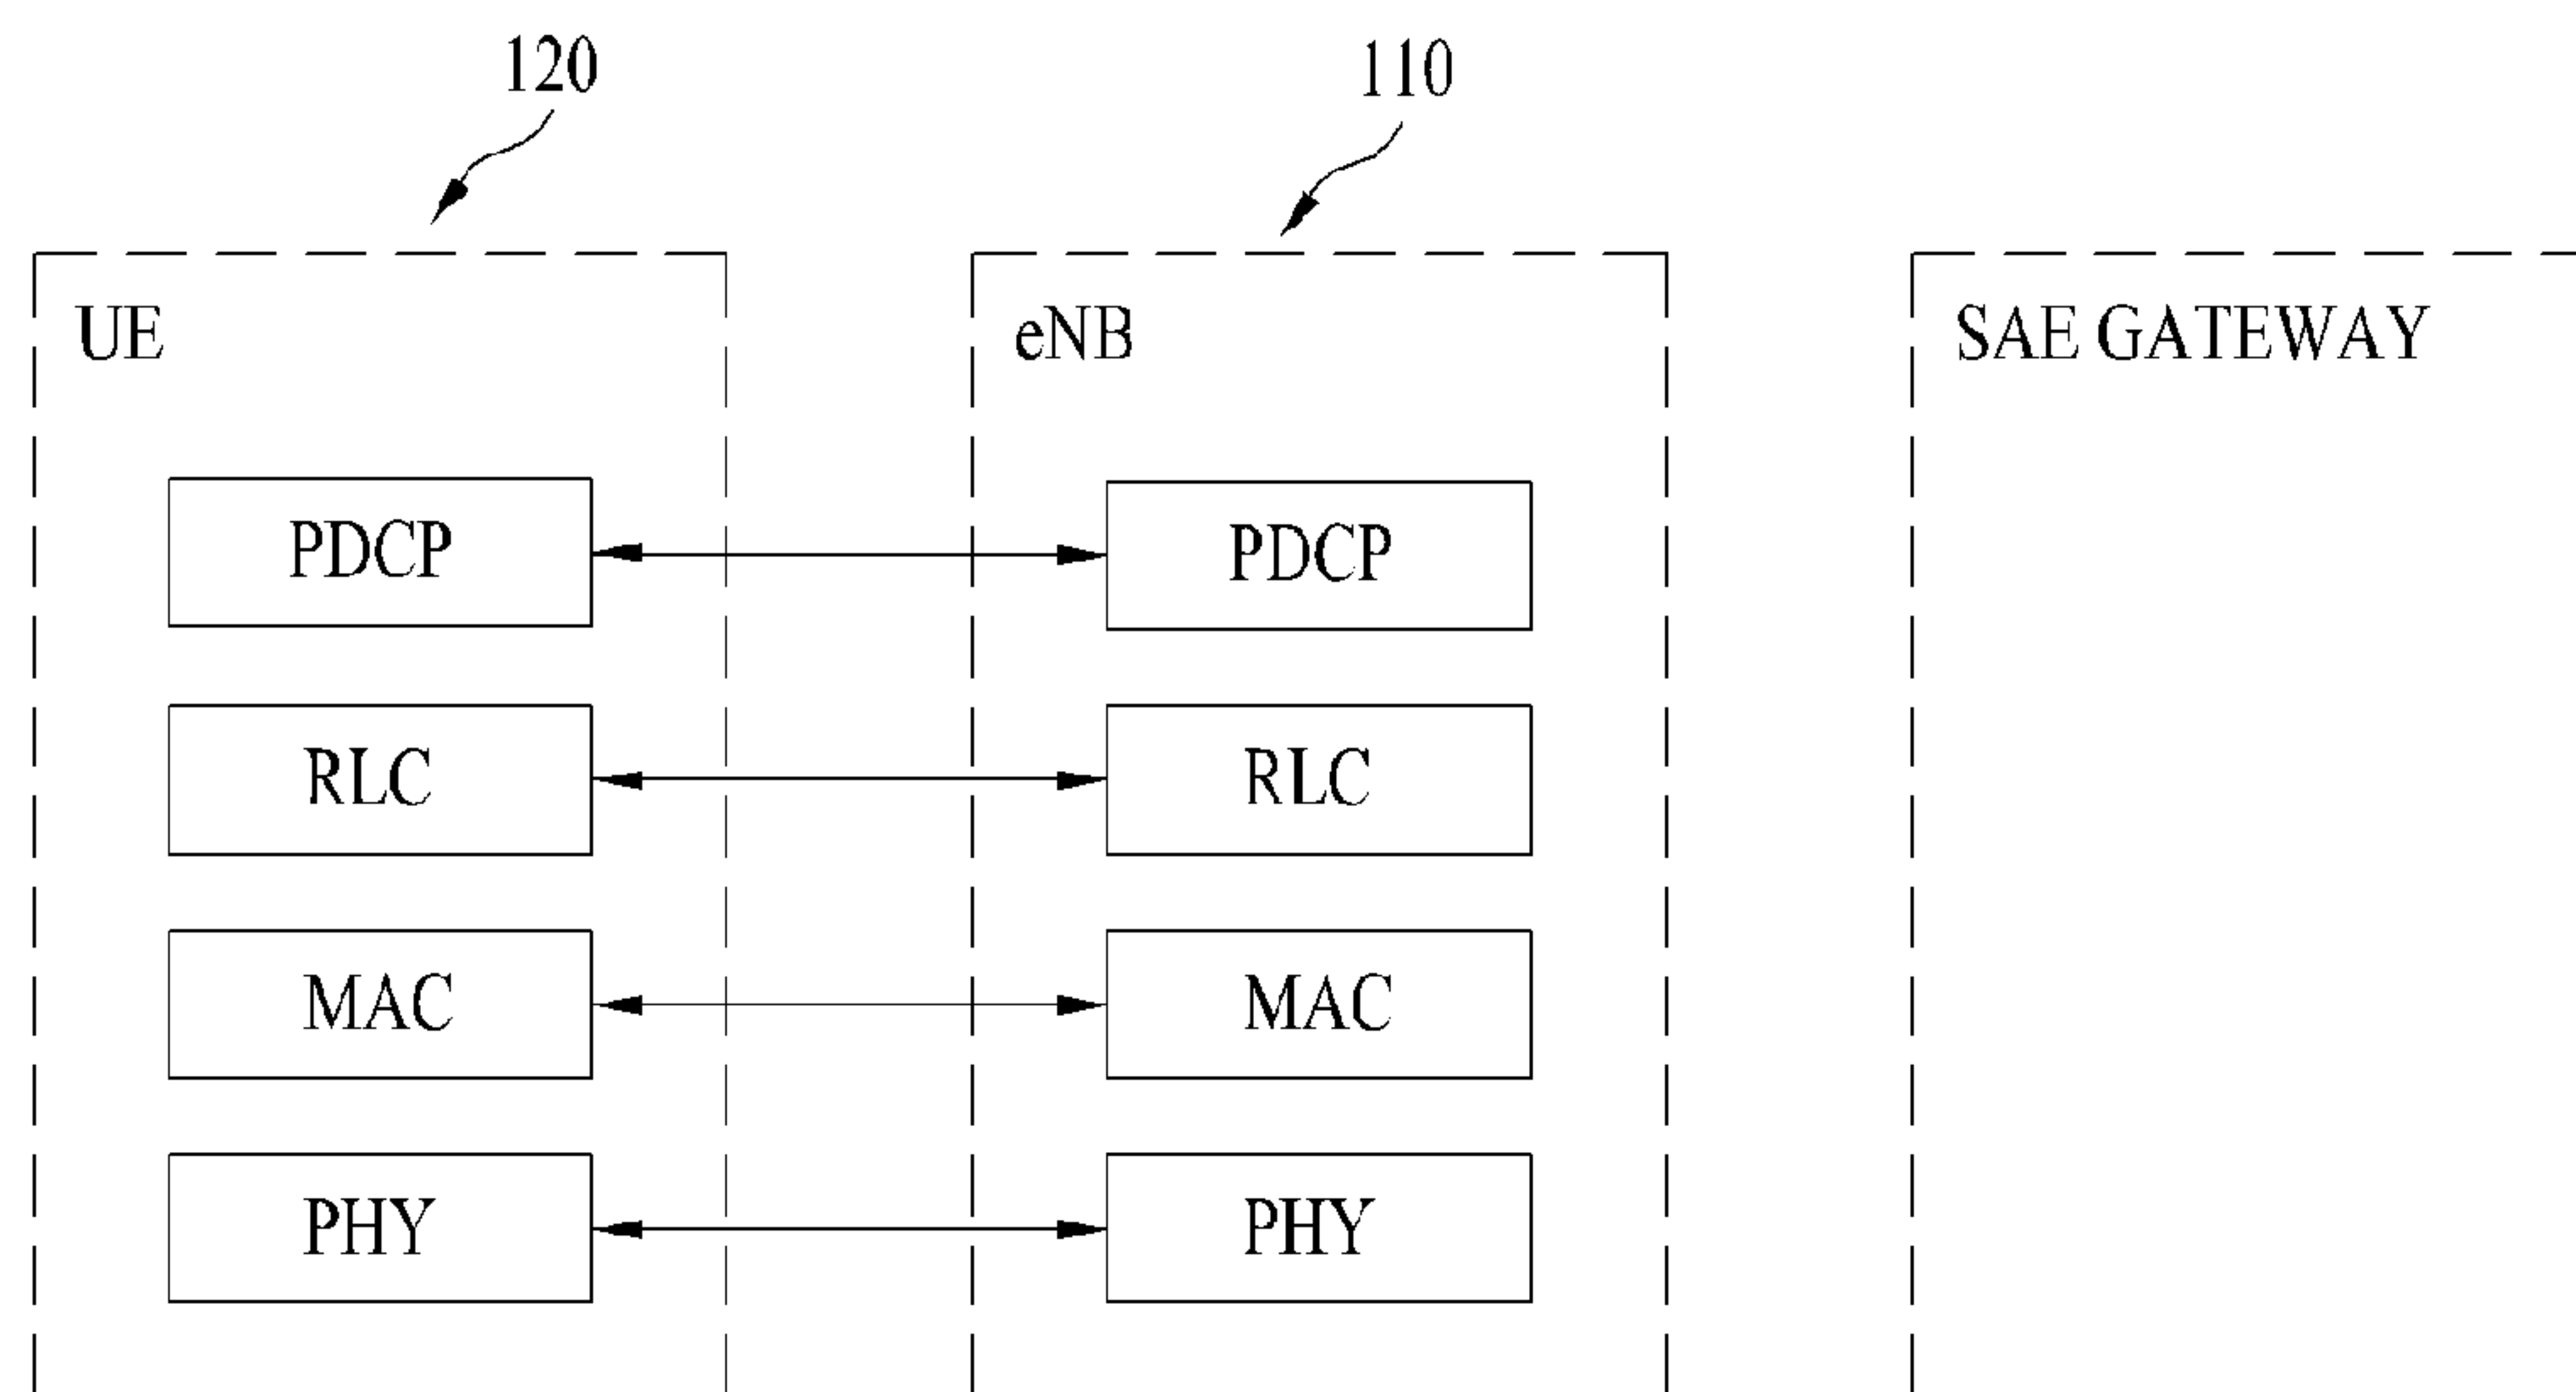 120 110
UE eNB SAE GATEWAY
PDCP PDCP
RLC RLC
MAC MAC
PHY PHY